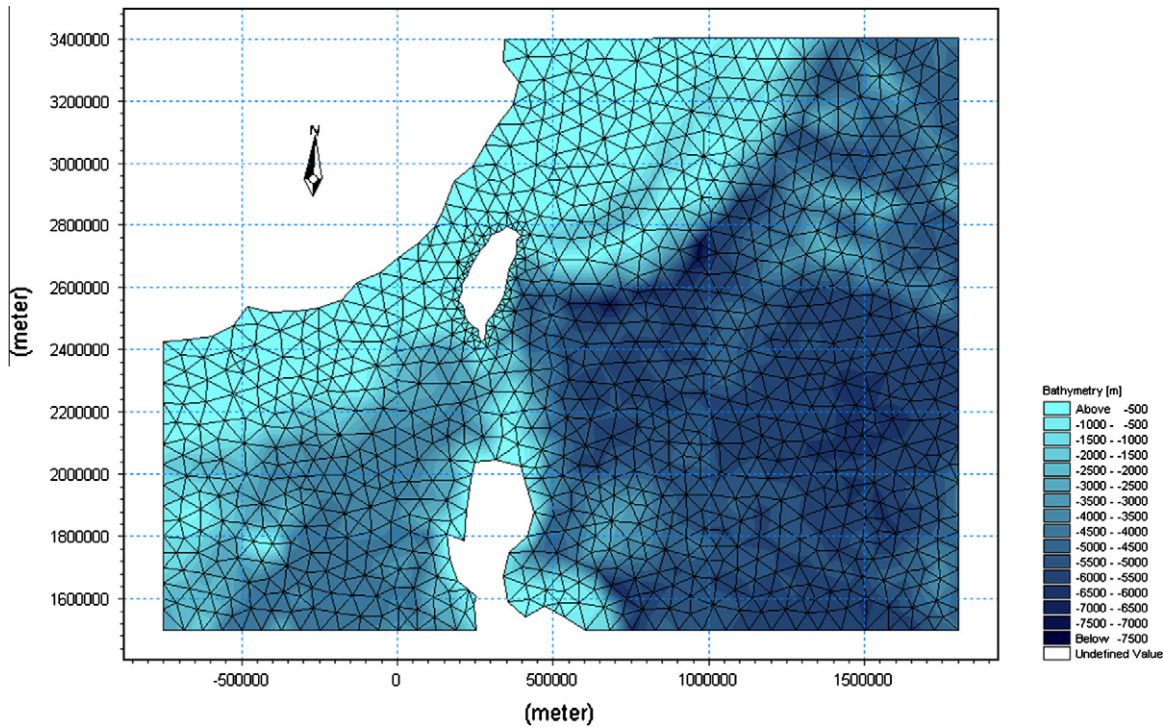 3400000
3200000
3000000
2800000
2600000
2400000
2200000
2000000
1800000
1600000
(meter)
N
-500000
0
500000
1000000
1500000
(meter)
Bathymetry [m]
Above -500
-1000 - -500
-1500 - -1000
-2000 - -1500
-2500 - -2000
-3000 - -2500
-3500 - -3000
-4000 - -3500
-4500 - -4000
-5000 - -4500
-5500 - -5000
-6000 - -5500
-6500 - -6000
-7000 - -6500
-7500 - -7000
Below -7500
Undefined Value